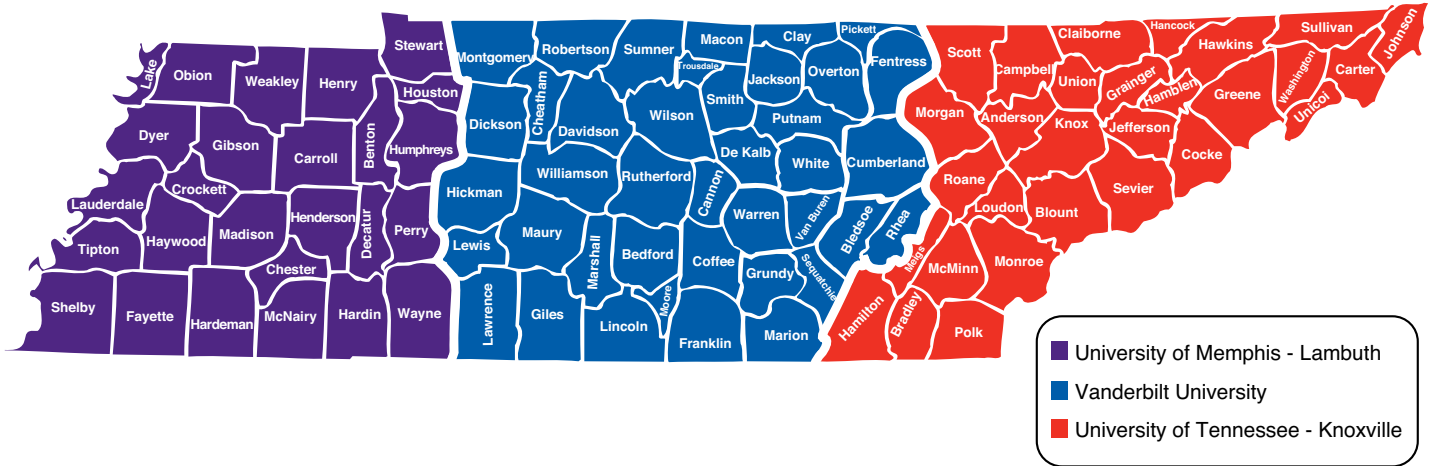 Stewart
Lake
Obion
Weakley
Henry
Houston
Dyer
Gibson
Carroll
Benton
Humphreys
Crockett
Lauderdale
Henderson
Decatur
Perry
Tipton
Haywood
Madison
Chester
Shelby
Fayette
Hardeman
McNairy
Hardin
Wayne
Montgomery
Robertson
Sumner
Macon
Clay
Pickett
Trousdale
Jackson
Overton
Fentress
Dickson
Cheatham
Davidson
Wilson
Smith
Putnam
De Kalb
White
Cumberland
Hickman
Williamson
Rutherford
Cannon
Warren
Van Buren
Bledsoe
Rhea
Lewis
Maury
Marshall
Bedford
Coffee
Grundy
Sequatchie
Lawrence
Giles
Lincoln
Moore
Franklin
Marion
Scott
Campbell
Claiborne
Hancock
Hawkins
Sullivan
Johnson
Union
Grainger
Hamblen
Greene
Washington
Carter
Unicoi
Morgan
Anderson
Knox
Jefferson
Cocke
Roane
Loudon
Blount
Sevier
Meigs
McMinn
Monroe
Hamilton
Bradley
Polk
University of Memphis - Lambuth
Vanderbilt University
University of Tennessee - Knoxville